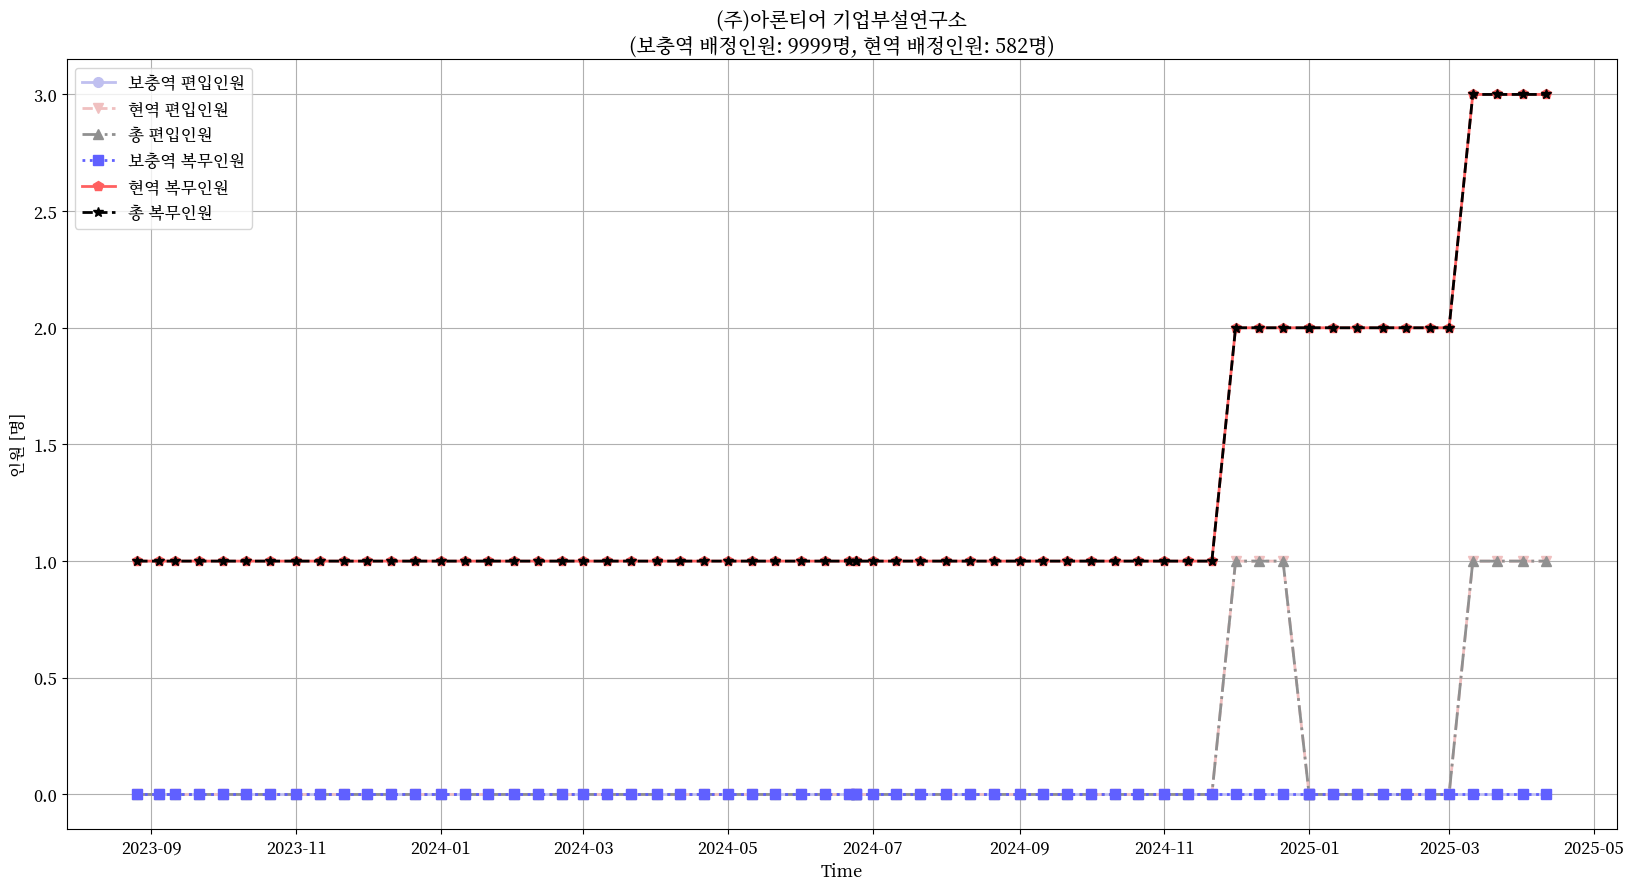 (주)아론티어 기업부설연구소
(보충역 배정인원: 9999명, 현역 배정인원: 582명)
보충역 편입인원
현역 편입인원
총 편입인원
보충역 복무인원
현역 복무인원
총 복무인원
3.0
2.5
2.0
1.5
1.0
0.5
0.0
인원 [명]
2023-09 2023-11 2024-01 2024-03 2024-05 2024-07 2024-09 2024-11 2025-01 2025-03 2025-05
Time